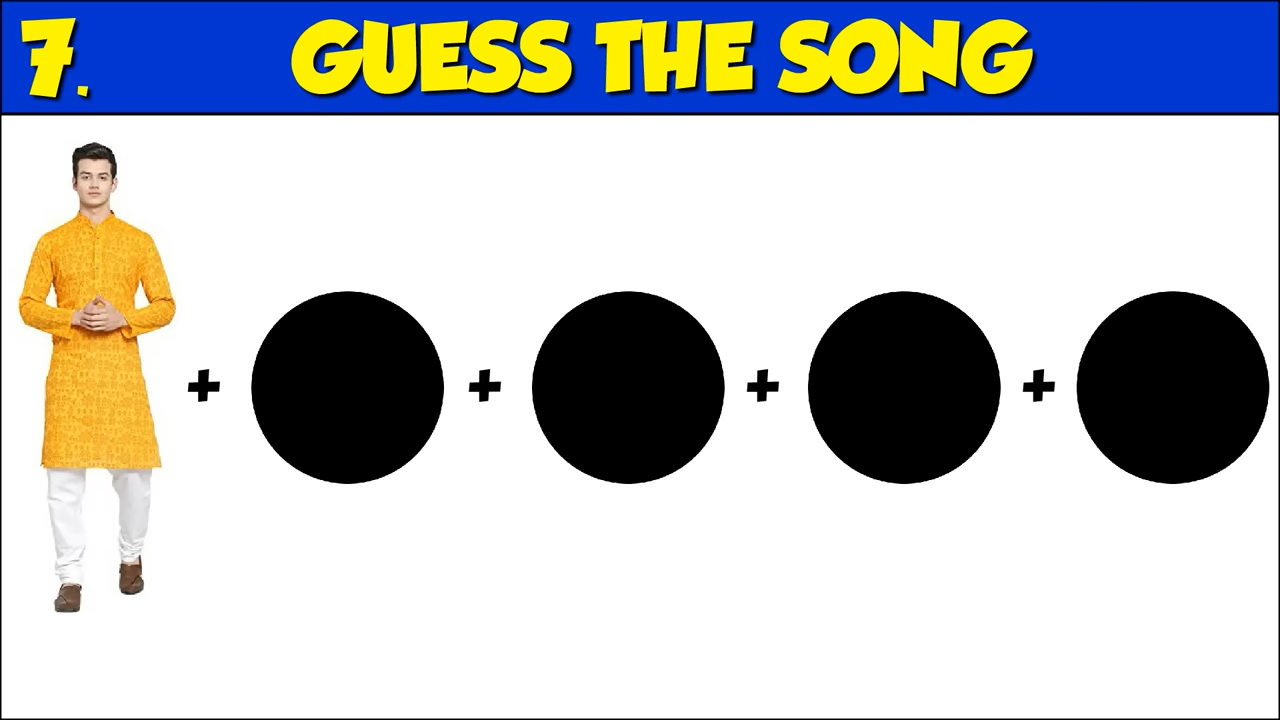 7. GUESS THE SONG
+ + + +